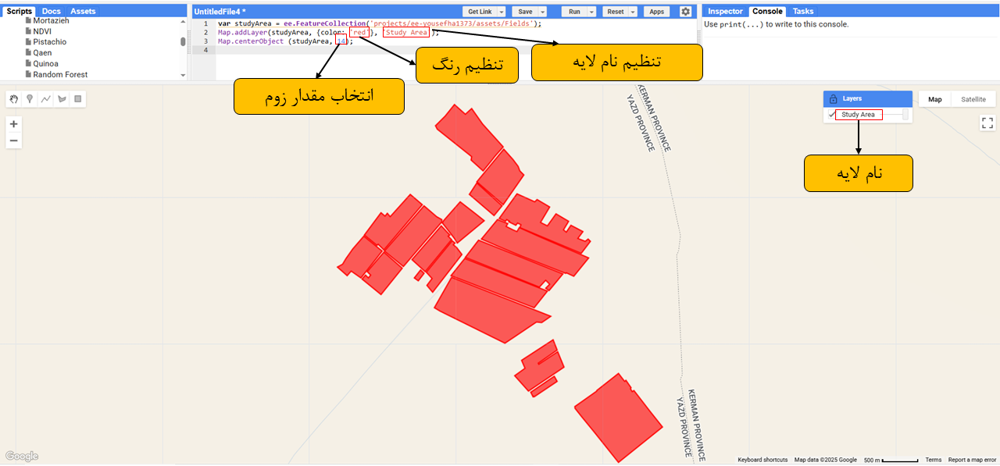 Scripts Docs Assets
Mortazieh
NDVI
Pistachio
Qaen
Quinoa
Random Forest
UntitledFile4 *
Get Link Save Run Reset Apps
1 var studyArea = ee.FeatureCollection('projects/ee-yousefha1373/assets/Fields');
2 Map.addLayer(studyArea, {color: 'red'}, 'Study Area');
3 Map.centerObject (studyArea, 14);
4
Inspector Console Tasks
Use print(...) to write to this console.
تنظیم نام لایه
تنظیم رنگ
انتخاب مقدار زوم
Layers
Study Area
Map Satellite
نام لایه
KERMAN PROVINCE
YAZD PROVINCE
KERMAN PROVINCE
YAZD PROVINCE
Google
Keyboard shortcuts Map data ©2025 Google 500 m Terms Report a map error